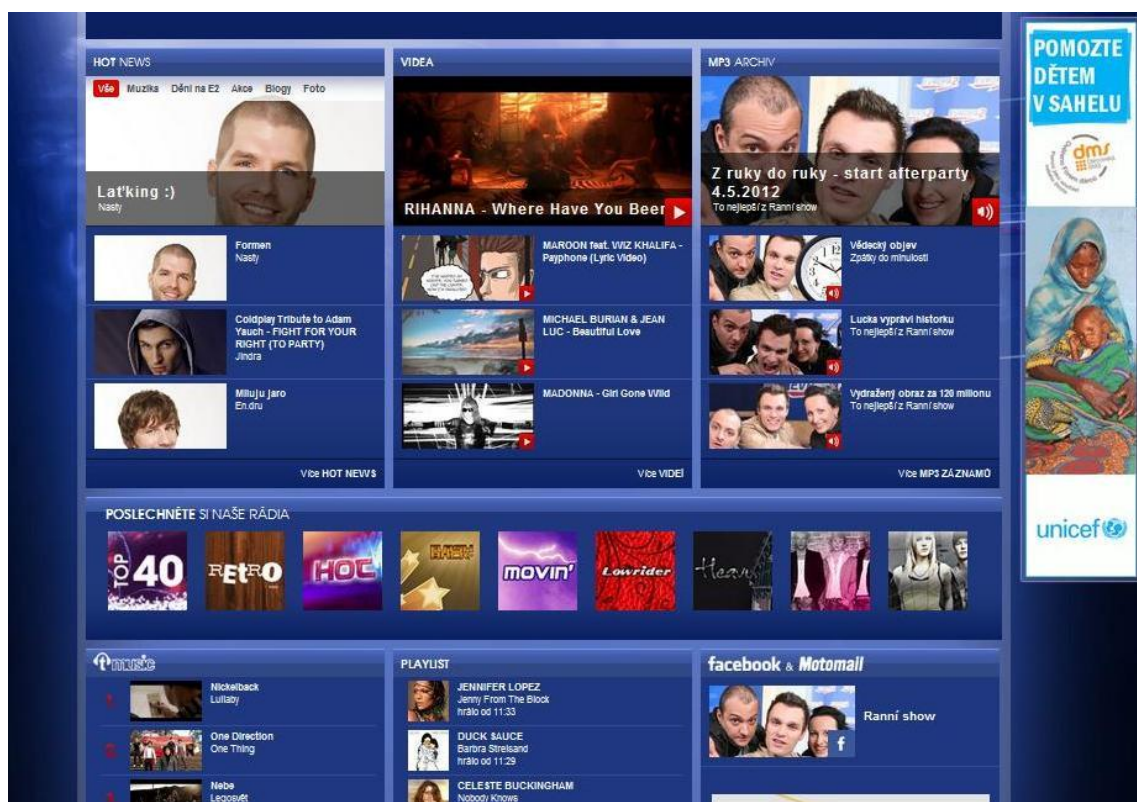 HOT NEWS
Vše Muzika Dění na E2 Akce Blogy Foto
Lat'king :)
Nasty
Formen
Nasty
Coldplay Tribute to Adam
Yauch - FIGHT FOR YOUR
RIGHT (TO PARTY)
Jindra
Miluju jaro
En.dru
Více HOT NEWS
VIDEA
RIHANNA - Where Have You Been
MAROON feat. WIZ KHALIFA -
Payphone (Lyric Video)
MICHAEL BURIAN & JEAN
LUC - Beautiful Love
MADONNA - Girl Gone Wild
Více VIDEÍ
MP3 ARCHIV
Z ruky do ruky - start afterparty
4.5.2012
To nejlepší z Ranní show
Vědecký objev
Zpátky do minulosti
Lucka vypráví historku
To nejlepší z Ranní show
Vydražený obraz za 120 milionu
To nejlepší z Ranní show
Více MP3 ZÁZNAMŮ
POMOZTE
DĚTEM
V SAHELU
dms
unicef
POSLECHNĚTE SI NAŠE RÁDIA
TOP 40
RETRO
HOT
MOVIN'
Lowrider
Heart
music
1.
Nickelback
Lullaby
2.
One Direction
One Thing
3.
Nebe
Legosvět
PLAYLIST
JENNIFER LOPEZ
Jenny From The Block
hrálo od 11:33
DUCK SAUCE
Barbra Streisand
hrálo od 11:29
CELESTE BUCKINGHAM
Nobody Knows
facebook & Motomail
Ranní show